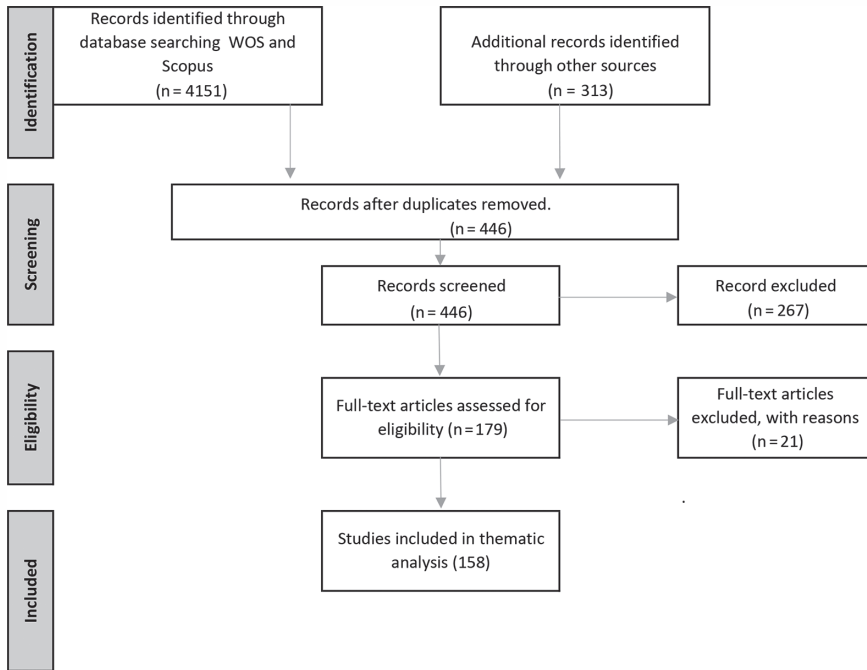 Identification
Records identified through
database searching WOS and
Scopus
(n = 4151)
Additional records identified
through other sources
(n = 313)
Screening
Records after duplicates removed.
(n = 446)
Records screened
(n = 446)
Record excluded
(n = 267)
Eligibility
Full-text articles assessed for
eligibility (n = 179)
Full-text articles
excluded, with reasons
(n = 21)
Included
Studies included in thematic
analysis (158)